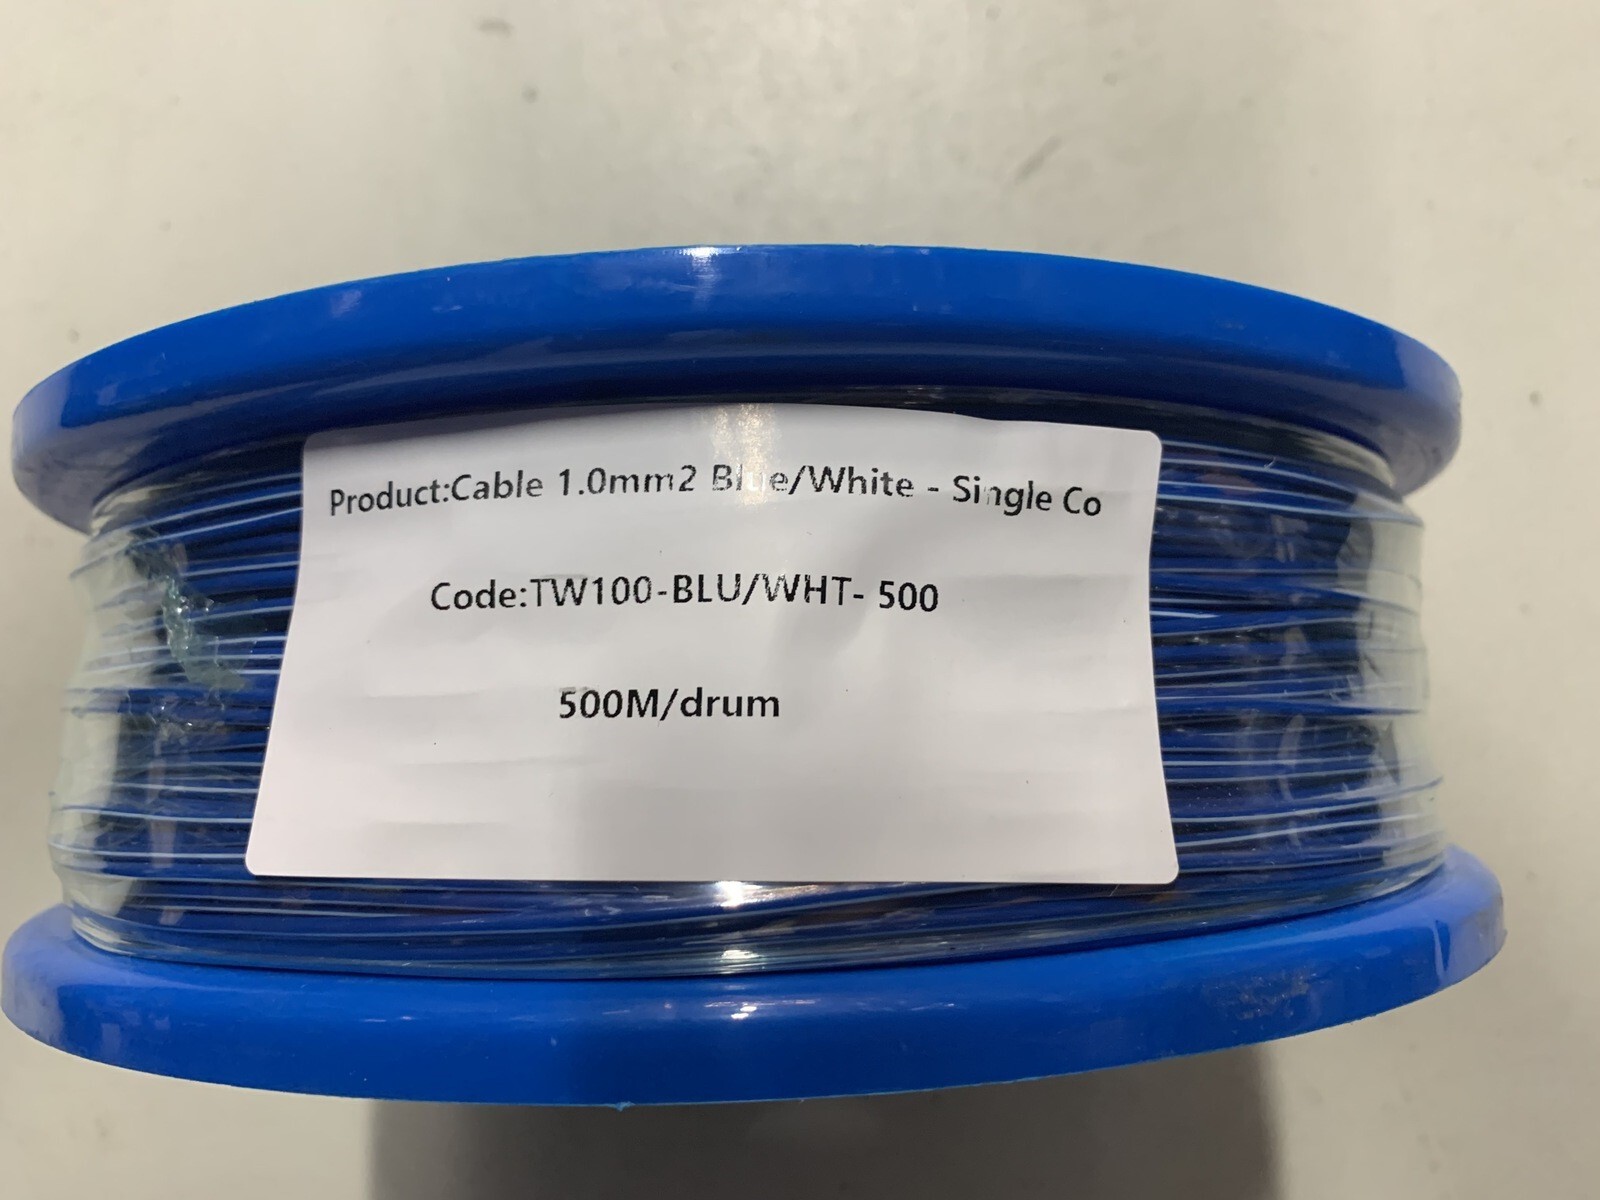 Product:Cable 1.0mm2 Blue/White - Single Co
Code:TW100-BLU/WHT- 500
500M/drum